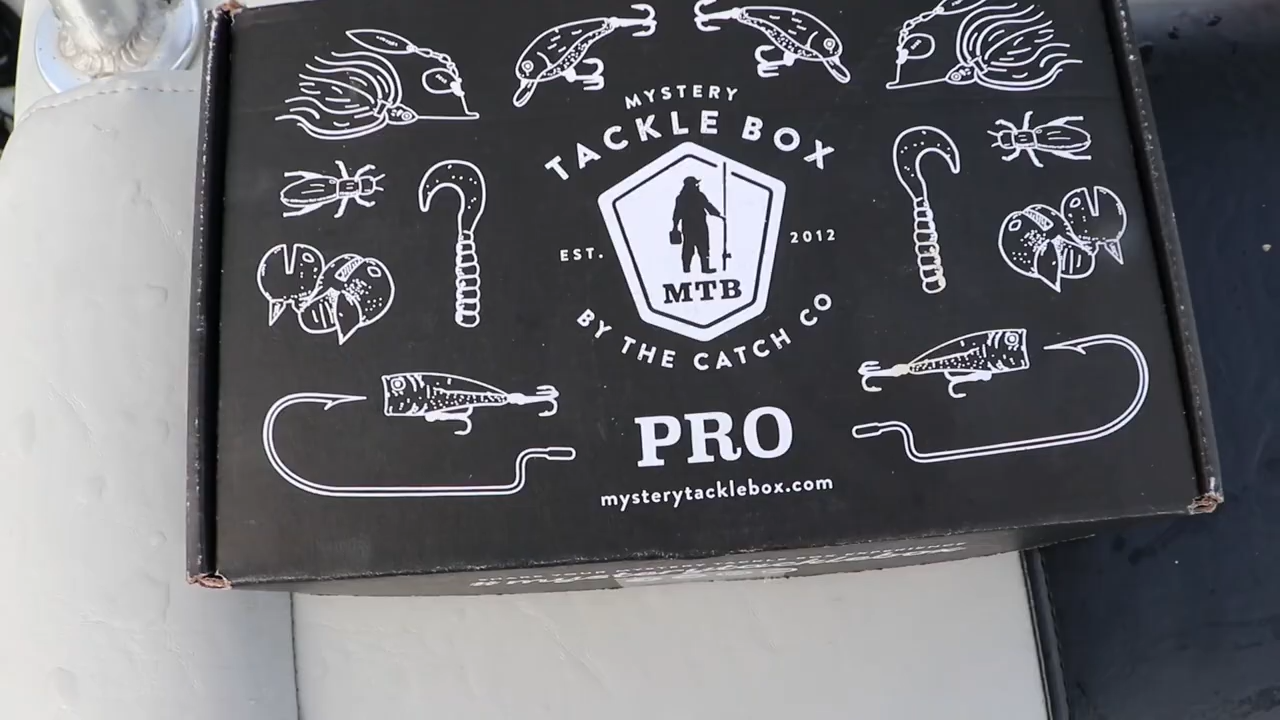 MYSTERY
TACKLE BOX
EST. 2012
MTB
BY THE CATCH CO
PRO
mysterytacklebox.com